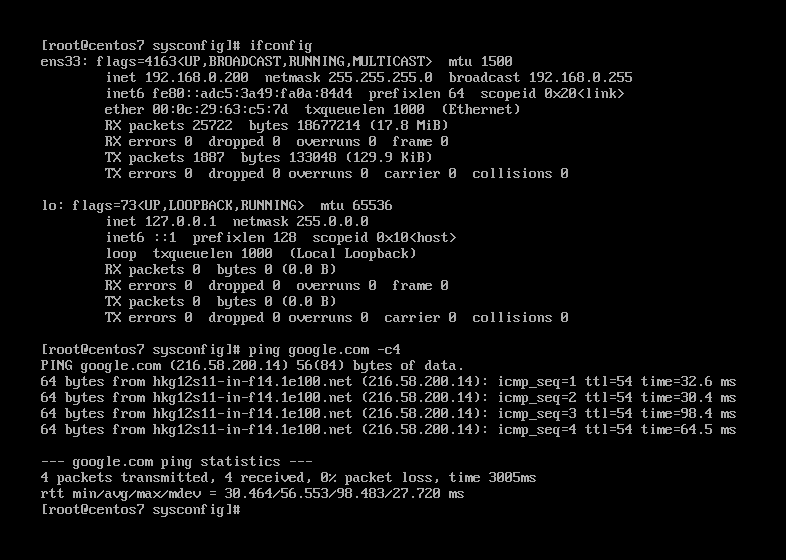 [root@centos7 sysconfig]# ifconfig
ens33: flags=4163<UP,BROADCAST,RUNNING,MULTICAST>  mtu 1500
        inet 192.168.0.200  netmask 255.255.255.0  broadcast 192.168.0.255
        inet6 fe80::adc5:3a49:fa0a:84d4  prefixlen 64  scopeid 0x20<link>
        ether 00:0c:29:63:c5:7d  txqueuelen 1000  (Ethernet)
        RX packets 25722  bytes 18677214 (17.8 MiB)
        RX errors 0  dropped 0  overruns 0  frame 0
        TX packets 1887  bytes 133048 (129.9 KiB)
        TX errors 0  dropped 0 overruns 0  carrier 0  collisions 0
lo: flags=73<UP,LOOPBACK,RUNNING>  mtu 65536
        inet 127.0.0.1  netmask 255.0.0.0
        inet6 ::1  prefixlen 128  scopeid 0x10<host>
        loop  txqueuelen 1000  (Local Loopback)
        RX packets 0  bytes 0 (0.0 B)
        RX errors 0  dropped 0  overruns 0  frame 0
        TX packets 0  bytes 0 (0.0 B)
        TX errors 0  dropped 0 overruns 0  carrier 0  collisions 0
[root@centos7 sysconfig]# ping google.com -c4
PING google.com (216.58.200.14) 56(84) bytes of data.
64 bytes from hkg12s11-in-f14.1e100.net (216.58.200.14): icmp_seq=1 ttl=54 time=32.6 ms
64 bytes from hkg12s11-in-f14.1e100.net (216.58.200.14): icmp_seq=2 ttl=54 time=30.4 ms
64 bytes from hkg12s11-in-f14.1e100.net (216.58.200.14): icmp_seq=3 ttl=54 time=98.4 ms
64 bytes from hkg12s11-in-f14.1e100.net (216.58.200.14): icmp_seq=4 ttl=54 time=64.5 ms
--- google.com ping statistics ---
4 packets transmitted, 4 received, 0% packet loss, time 3005ms
rtt min/avg/max/mdev = 30.464/56.553/98.483/27.720 ms
[root@centos7 sysconfig]#